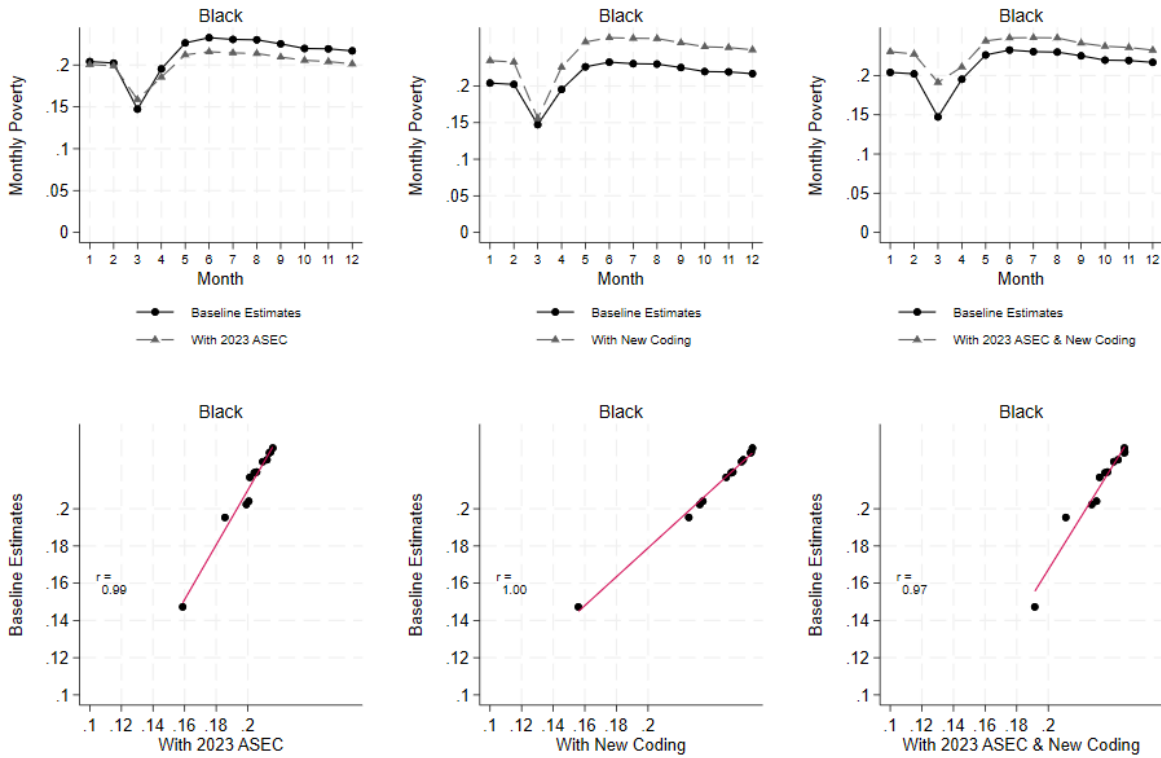 Black
Monthly Poverty
.2
.15
.1
.05
0
1 2 3 4 5 6 7 8 9 10 11 12
Month
Baseline Estimates
With 2023 ASEC
Black
Monthly Poverty
.2
.15
.1
.05
0
1 2 3 4 5 6 7 8 9 10 11 12
Month
Baseline Estimates
With New Coding
Black
Monthly Poverty
.2
.15
.1
.05
0
1 2 3 4 5 6 7 8 9 10 11 12
Month
Baseline Estimates
With 2023 ASEC & New Coding
Black
Baseline Estimates
.2
.18
.16
.14
.12
.1
r =
0.99
.1 .12 .14 .16 .18 .2
With 2023 ASEC
Black
Baseline Estimates
.2
.18
.16
.14
.12
.1
r =
1.00
.1 .12 .14 .16 .18 .2
With New Coding
Black
Baseline Estimates
.2
.18
.16
.14
.12
.1
r =
0.97
.1 .12 .14 .16 .18 .2
With 2023 ASEC & New Coding